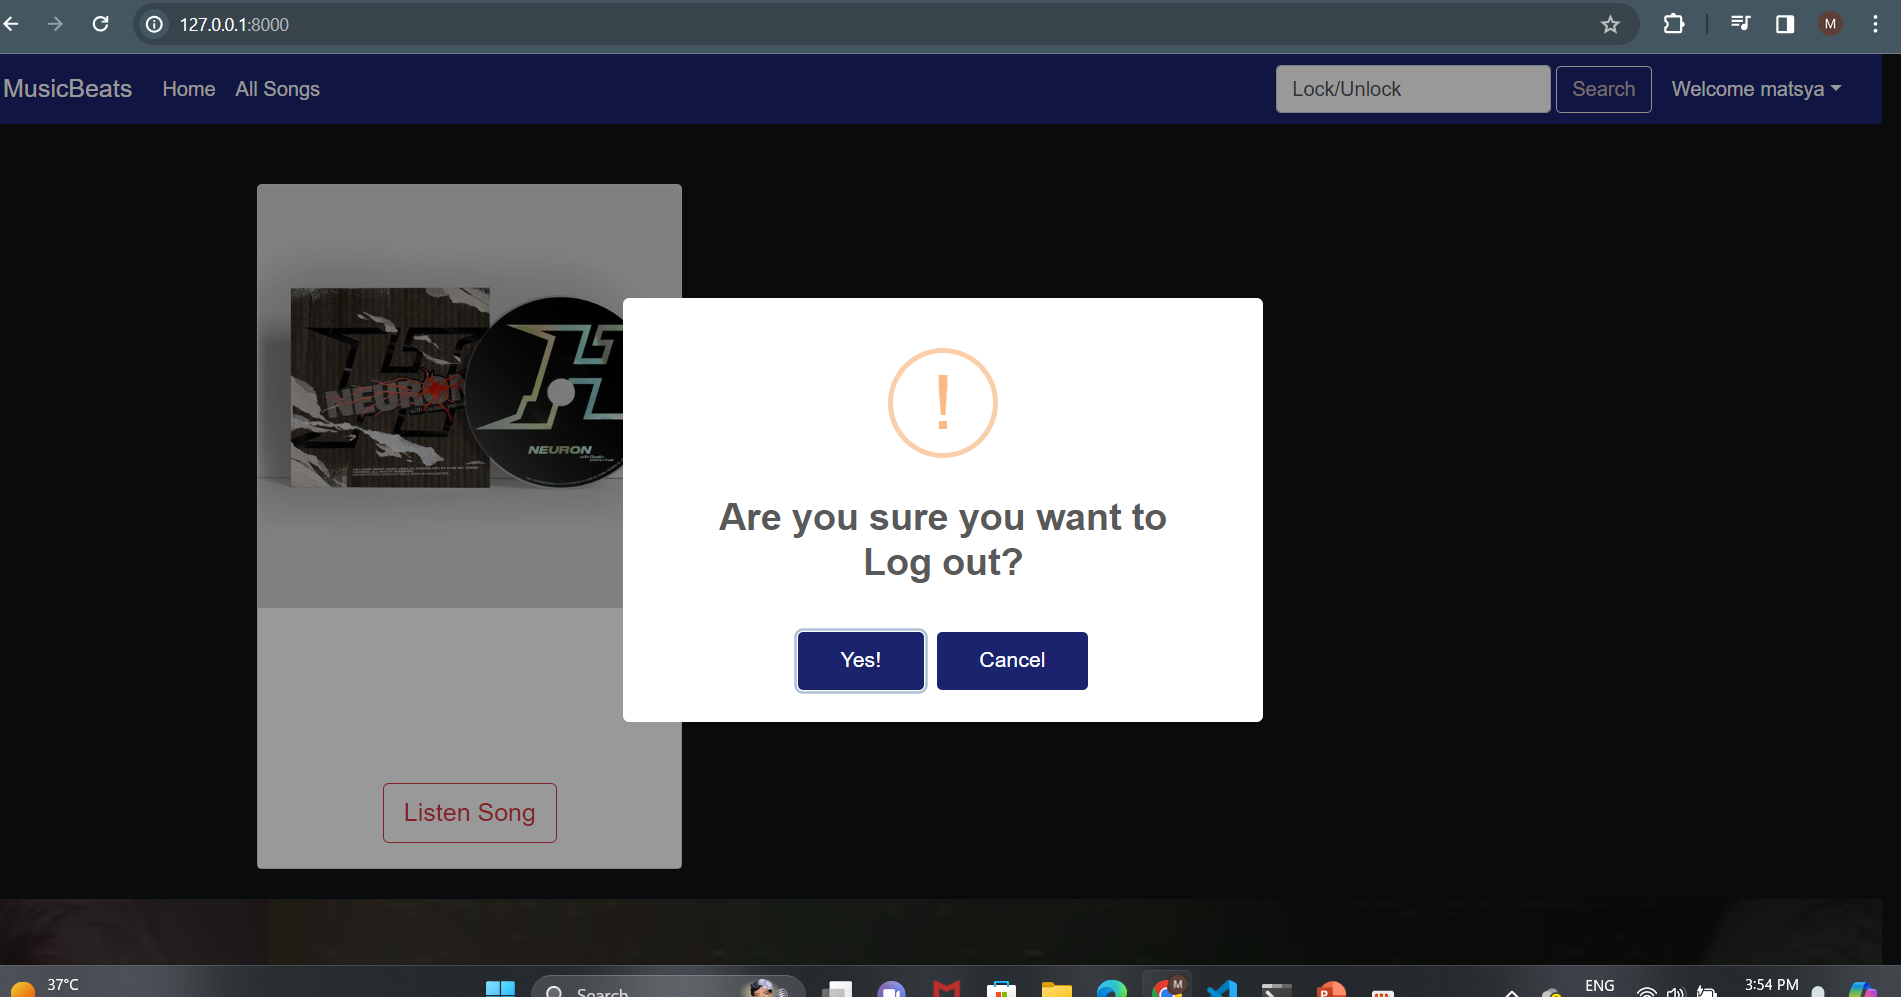 127.0.0.1:8000
M
MusicBeats Home All Songs Lock/Unlock Search Welcome matsya
NEURON
NEURON
Are you sure you want to
Log out?
Yes! Cancel
Listen Song
37°C
Search
M
ENG
3:54 PM